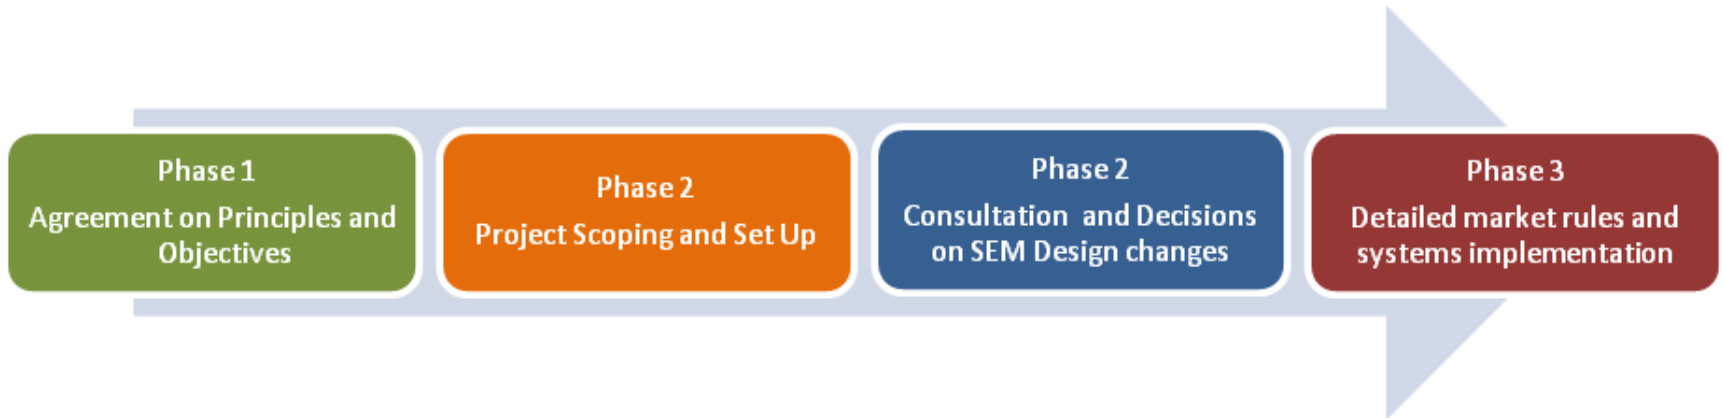 Phase 1
Agreement on Principles and
Objectives
Phase 2
Project Scoping and Set Up
Phase 2
Consultation  and Decisions
on SEM Design changes
Phase 3
Detailed market rules and
systems implementation